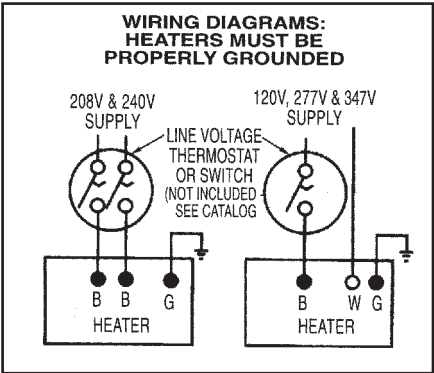 WIRING DIAGRAMS:
HEATERS MUST BE
PROPERLY GROUNDED
208V & 240V
SUPPLY
120V, 277V & 347V
SUPPLY
LINE VOLTAGE
THERMOSTAT
OR SWITCH
(NOT INCLUDED
SEE CATALOG
B B G
HEATER
B W G
HEATER